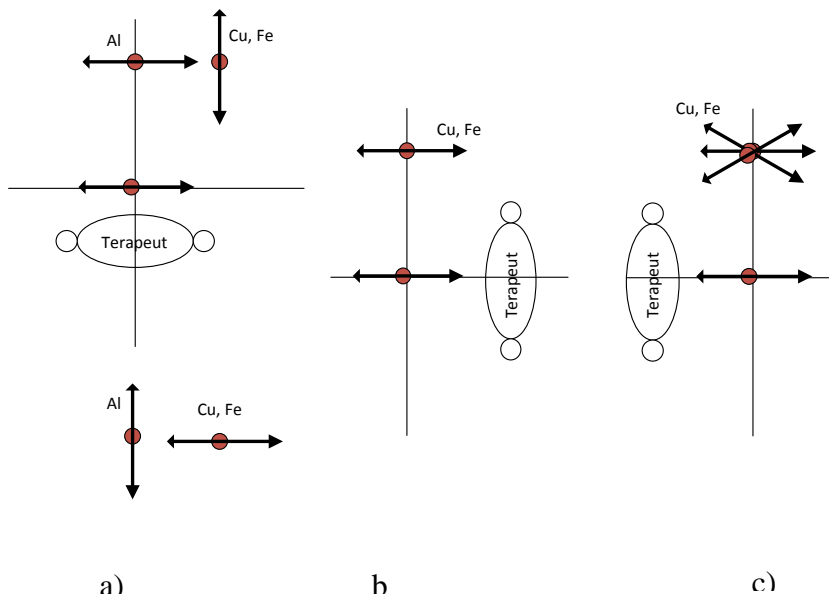 Al
Cu, Fe
Terapeut
Al
Cu, Fe
a)
Cu, Fe
Terapeut
b
Cu, Fe
Terapeut
c)